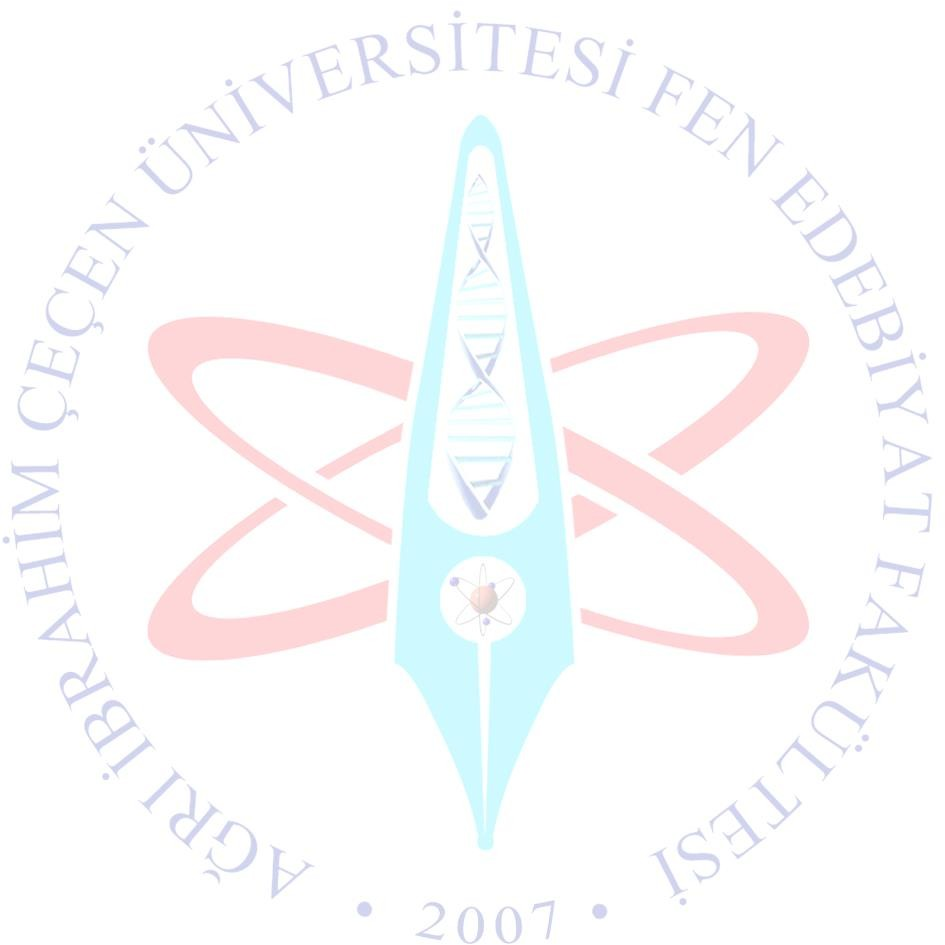 AĞRI İBRAHİM ÇEÇEN ÜNİVERSİTESİ FEN EDEBİYAT FAKÜLTESİ
• 2007 •